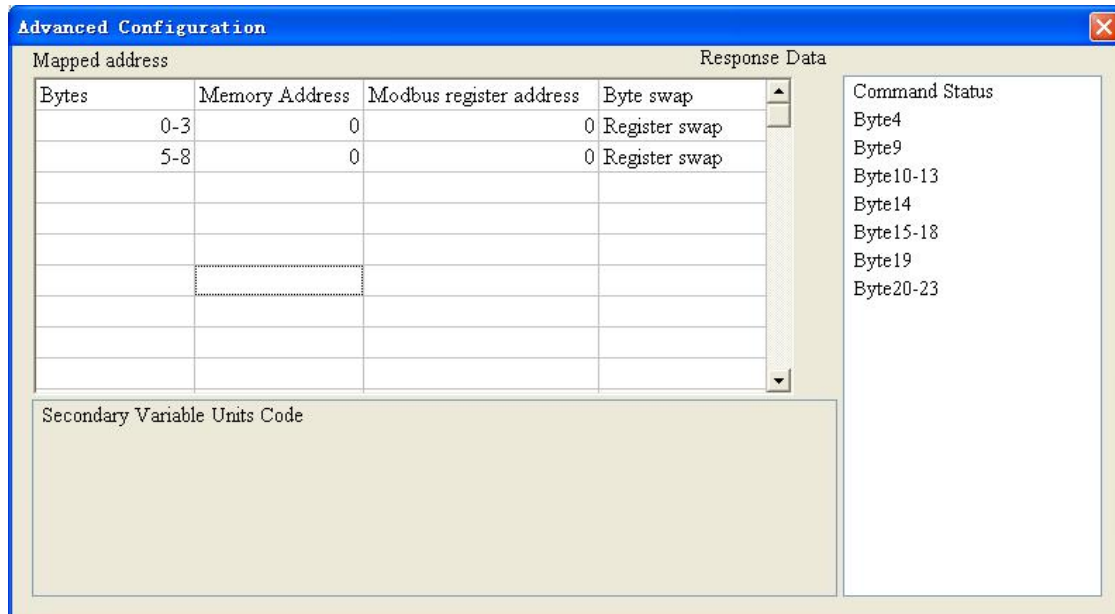 Advanced Configuration
Mapped address
Response Data
Bytes Memory Address Modbus register address Byte swap
0-3 0 0 Register swap
5-8 0 0 Register swap
Secondary Variable Units Code
Command Status
Byte4
Byte9
Byte10-13
Byte14
Byte15-18
Byte19
Byte20-23